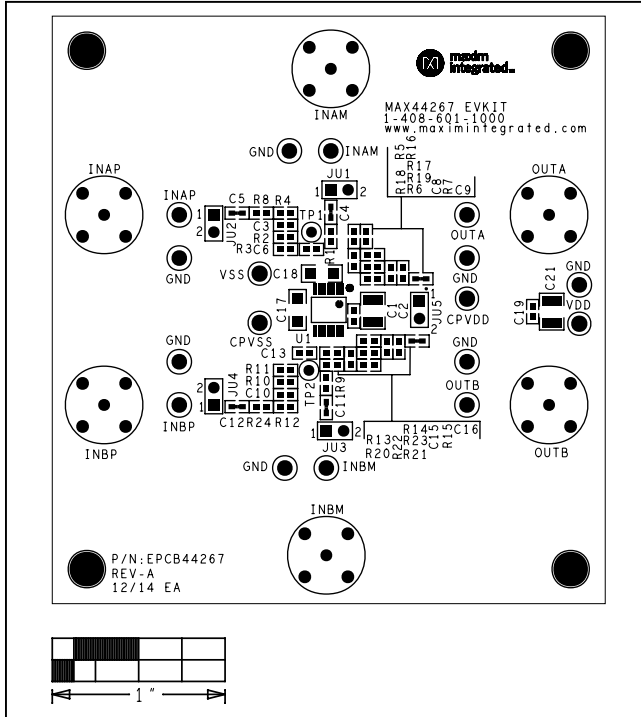 maxim
integrated™
INAM
MAX44267 EVKIT
1-408-601-1000
www.maximintegrated.com
GND
INAM
INAP
OUTA
R5
R16
R17
R19
R6
R18
C8
R7
C9
JU1
1
2
INAP
1
2
JU2
C5
R8
R4
C3
R2
R3
C6
TP1
C4
R1
OUTA
GND
VSS
C18
GND
C21
GND
C17
C1
C2
1
JU5
2
CPVDD
C19
VDD
CPVSS
U1
GND
C13
GND
R11
R10
C10
TP2
R9
C11
2
JU4
1
INBP
C12
R24
R12
OUTB
INBP
JU3
1
2
R13
R20
R22
R14
R23
R21
C15
R15
C16
OUTB
GND
INBM
INBM
P/N:EPCB44267
REV-A
12/14 EA
1"